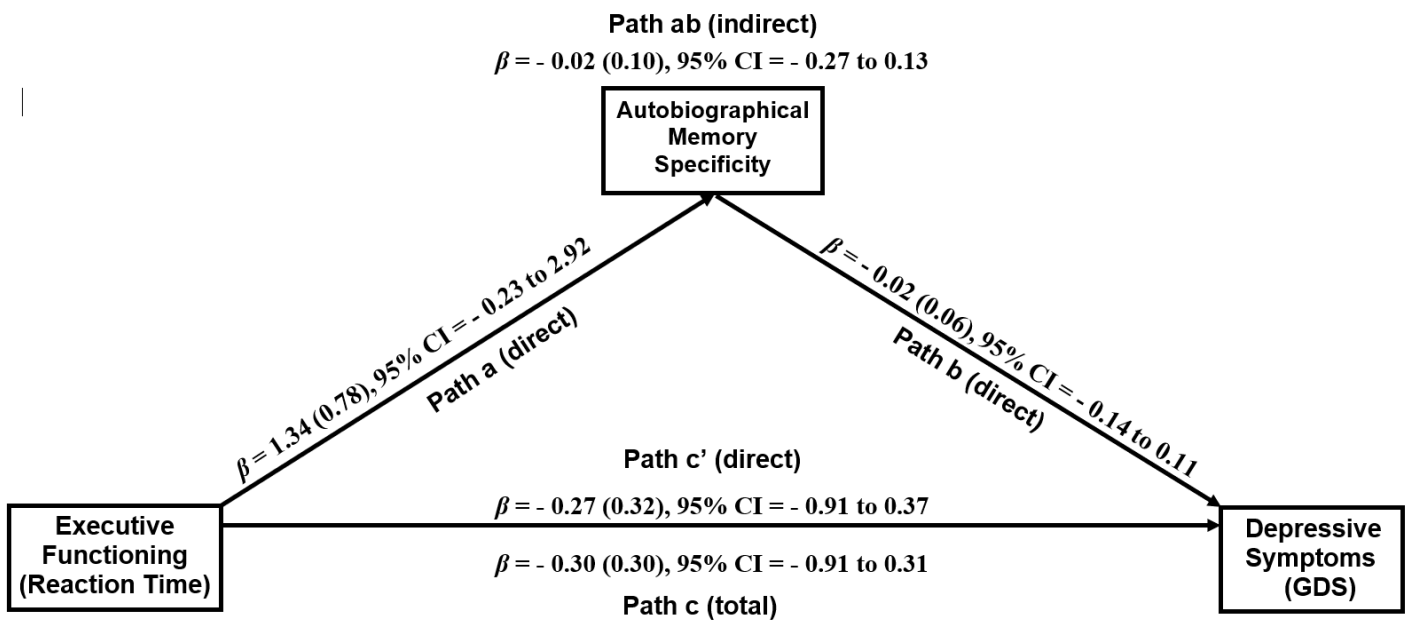 Path ab (indirect)
β = - 0.02 (0.10), 95% CI = - 0.27 to 0.13
Autobiographical
Memory
Specificity
β = 1.34 (0.78), 95% CI = - 0.23 to 2.92
Path a (direct)
β = - 0.02 (0.06), 95% CI = - 0.14 to 0.11
Path b (direct)
Path c’ (direct)
β = - 0.27 (0.32), 95% CI = - 0.91 to 0.37
Executive
Functioning
(Reaction Time)
β = - 0.30 (0.30), 95% CI = - 0.91 to 0.31
Path c (total)
Depressive
Symptoms
(GDS)